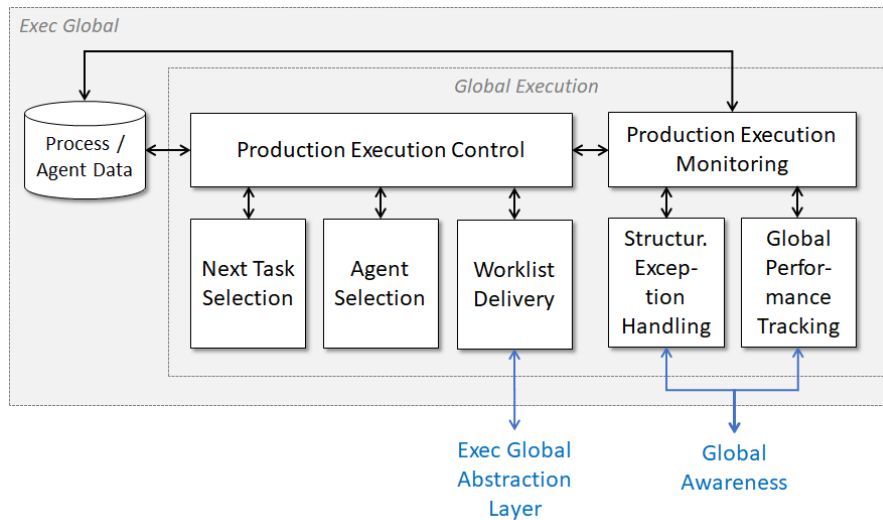 Exec Global
Global Execution
Process /
Agent Data
Production Execution Control
Production Execution
Monitoring
Next Task
Selection
Agent
Selection
Worklist
Delivery
Structur.
Excep-
tion
Handling
Global
Perfor-
mance
Tracking
Exec Global
Abstraction
Layer
Global
Awareness